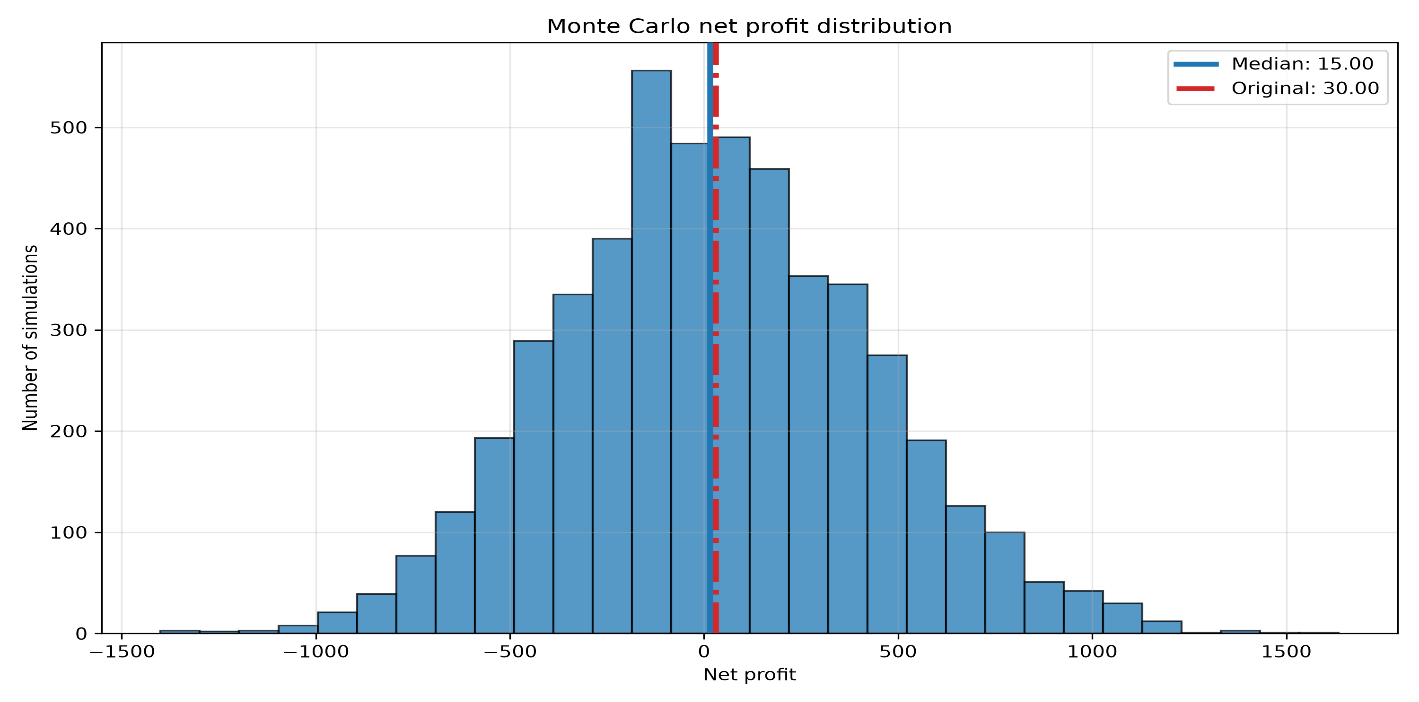 Monte Carlo net profit distribution
Median: 15.00
Original: 30.00
Number of simulations
500
400
300
200
100
0
−1500
−1000
−500
0
500
1000
1500
Net profit